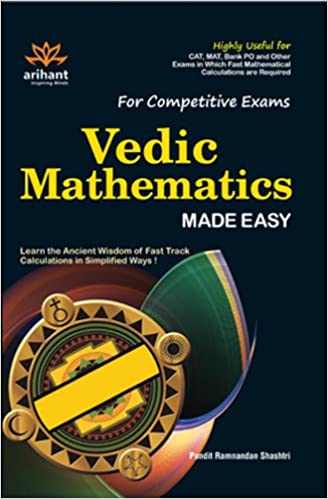 arihant
Inspiring Minds
Highly Useful for
CAT, MAT, Bank PO and Other
Exams in Which Fast Mathematical
Calculations are Required
For Competitive Exams
Vedic
Mathematics
MADE EASY
Learn the Ancient Wisdom of Fast Track
Calculations in Simplified Ways !
Pandit Ramnandan Shashtri